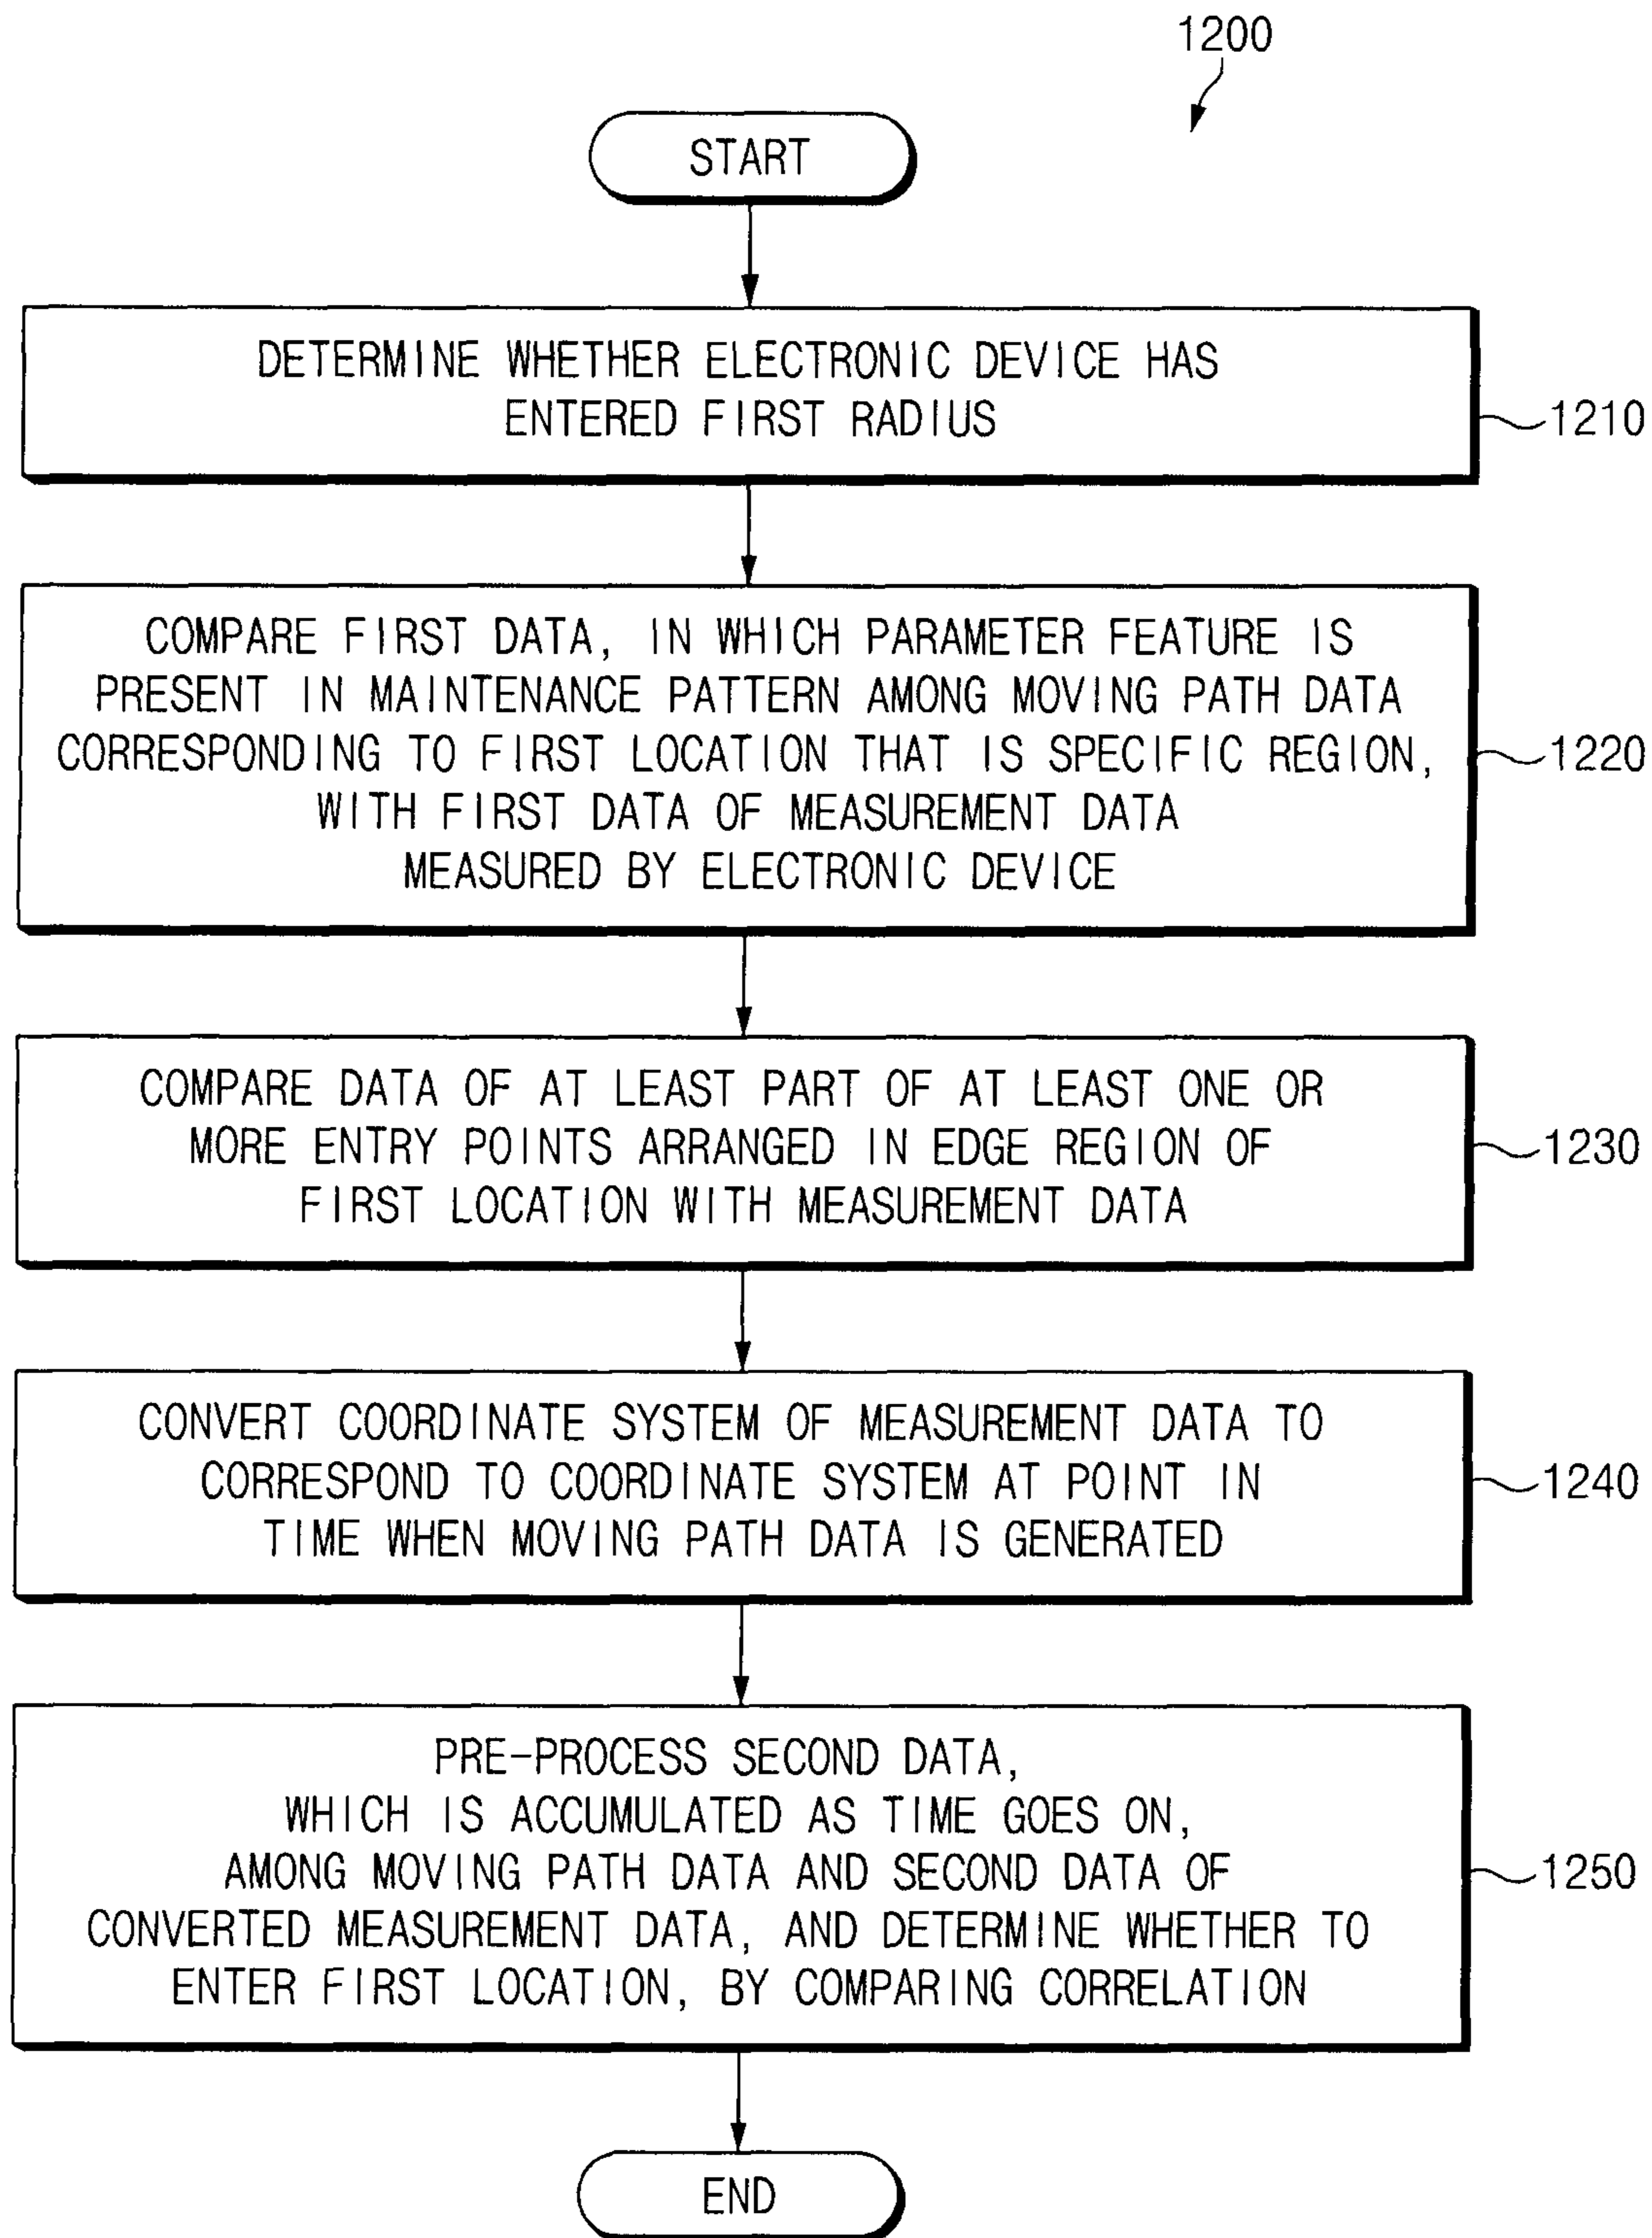 1200
START
DETERMINE WHETHER ELECTRONIC DEVICE HAS
ENTERED FIRST RADIUS
1210
COMPARE FIRST DATA, IN WHICH PARAMETER FEATURE IS
PRESENT IN MAINTENANCE PATTERN AMONG MOVING PATH DATA
CORRESPONDING TO FIRST LOCATION THAT IS SPECIFIC REGION,
WITH FIRST DATA OF MEASUREMENT DATA
MEASURED BY ELECTRONIC DEVICE
1220
COMPARE DATA OF AT LEAST PART OF AT LEAST ONE OR
MORE ENTRY POINTS ARRANGED IN EDGE REGION OF
FIRST LOCATION WITH MEASUREMENT DATA
1230
CONVERT COORDINATE SYSTEM OF MEASUREMENT DATA TO
CORRESPOND TO COORDINATE SYSTEM AT POINT IN
TIME WHEN MOVING PATH DATA IS GENERATED
1240
PRE-PROCESS SECOND DATA,
WHICH IS ACCUMULATED AS TIME GOES ON,
AMONG MOVING PATH DATA AND SECOND DATA OF
CONVERTED MEASUREMENT DATA, AND DETERMINE WHETHER TO
ENTER FIRST LOCATION, BY COMPARING CORRELATION
1250
END